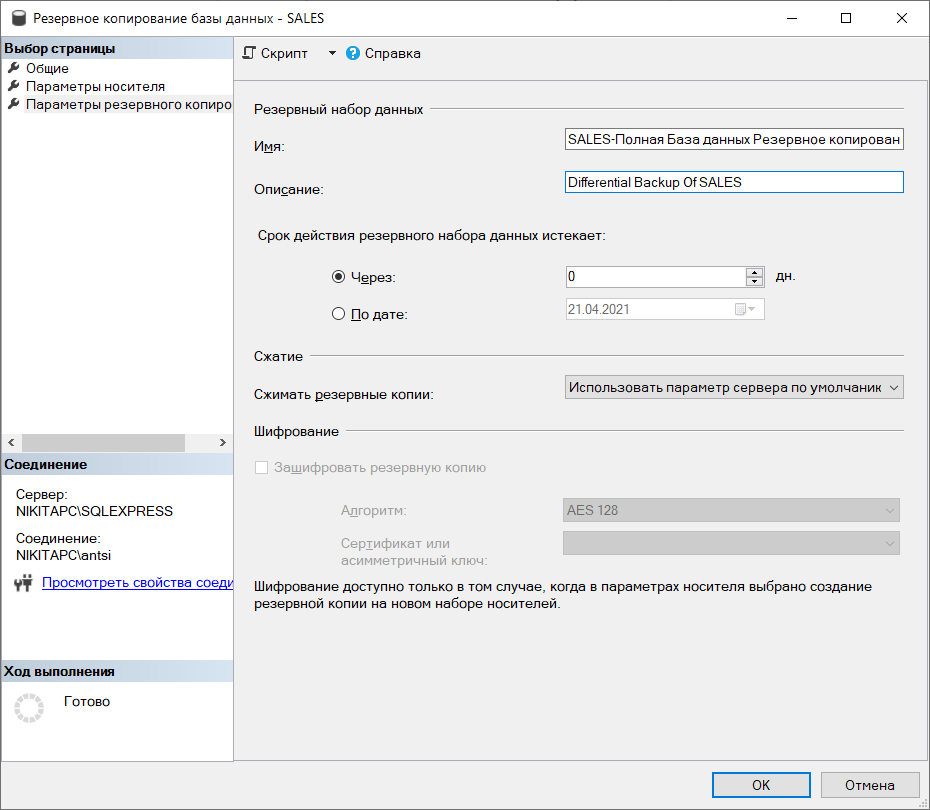 Резервное копирование базы данных - SALES
Выбор страницы
Общие
Параметры носителя
Параметры резервного копиро
Скрипт
Справка
Резервный набор данных
Имя:
SALES-Полная База данных Резервное копирован
Описание:
Differential Backup Of SALES
Срок действия резервного набора данных истекает:
Через:
0
дн.
По дате:
21.04.2021
Сжатие
Сжимать резервные копии:
Использовать параметр сервера по умолчанию
Шифрование
Зашифровать резервную копию
Алгоритм:
AES 128
Сертификат или
асимметричный ключ:
Шифрование доступно только в том случае, когда в параметрах носителя выбрано создание
резервной копии на новом наборе носителей.
Соединение
Сервер:
NIKITAPC\SQLEXPRESS
Соединение:
NIKITAPC\antsi
Просмотреть свойства соеди
Ход выполнения
Готово
OK
Отмена